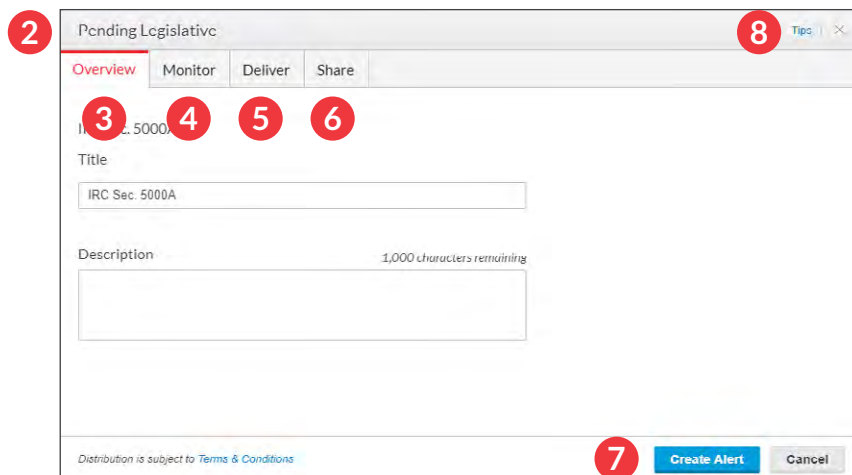 2 Pending Legislative 8 Tips
Overview Monitor Deliver Share
3 4 5 6
5000A
Title
IRC Sec. 5000A
Description 1,000 characters remaining
Distribution is subject to Terms & Conditions 7 Create Alert Cancel